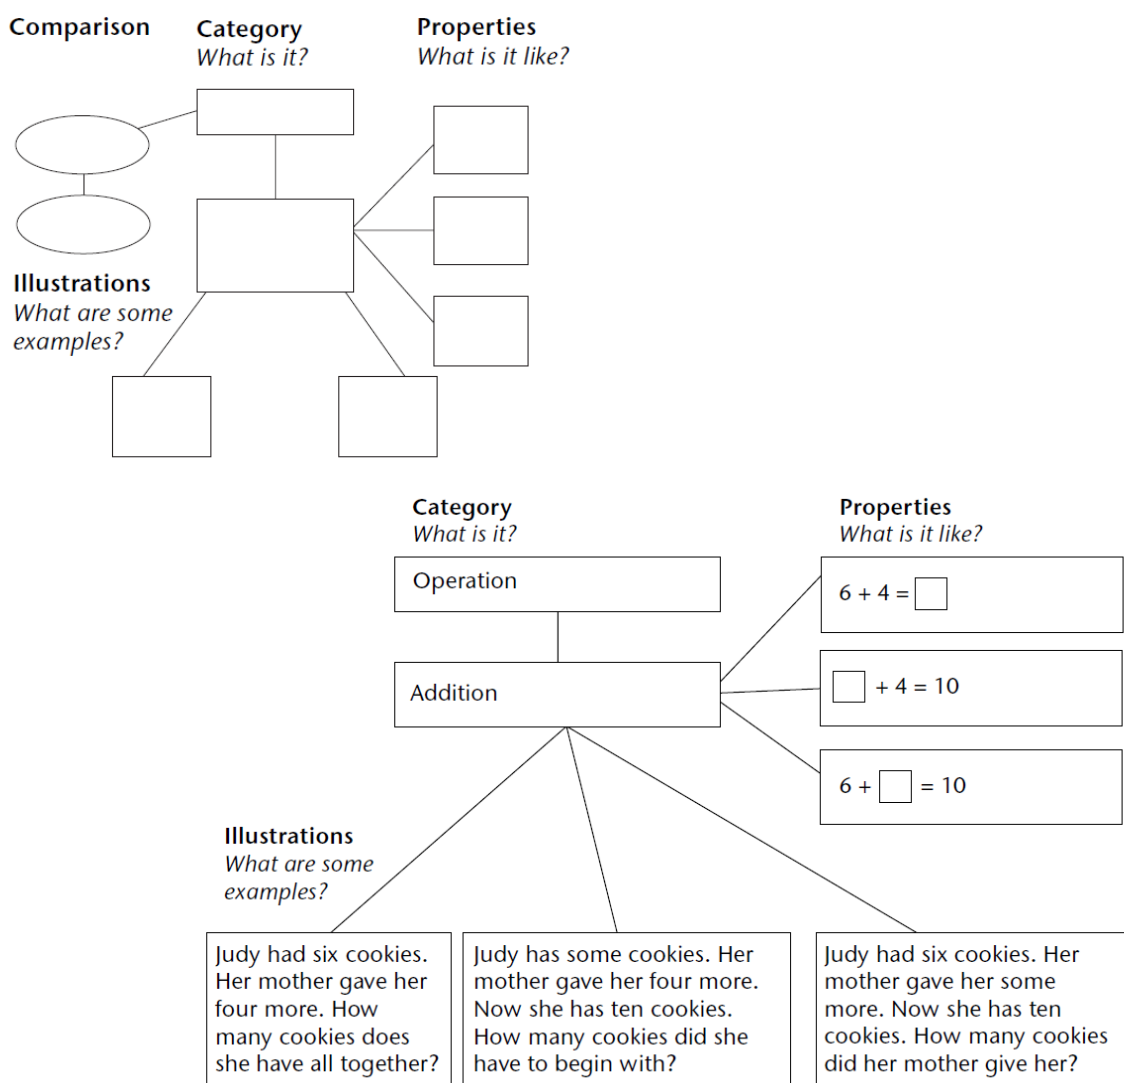 Comparison
Category
What is it?
Properties
What is it like?
Illustrations
What are some
examples?
Category
What is it?
Properties
What is it like?
Operation
6 + 4 = □
Addition
□ + 4 = 10
6 + □ = 10
Illustrations
What are some
examples?
Judy had six cookies.
Her mother gave her
four more. How
many cookies does
she have all together?
Judy has some cookies. Her
mother gave her four more.
Now she has ten cookies.
How many cookies did she
have to begin with?
Judy had six cookies. Her
mother gave her some
more. Now she has ten
cookies. How many cookies
did her mother give her?